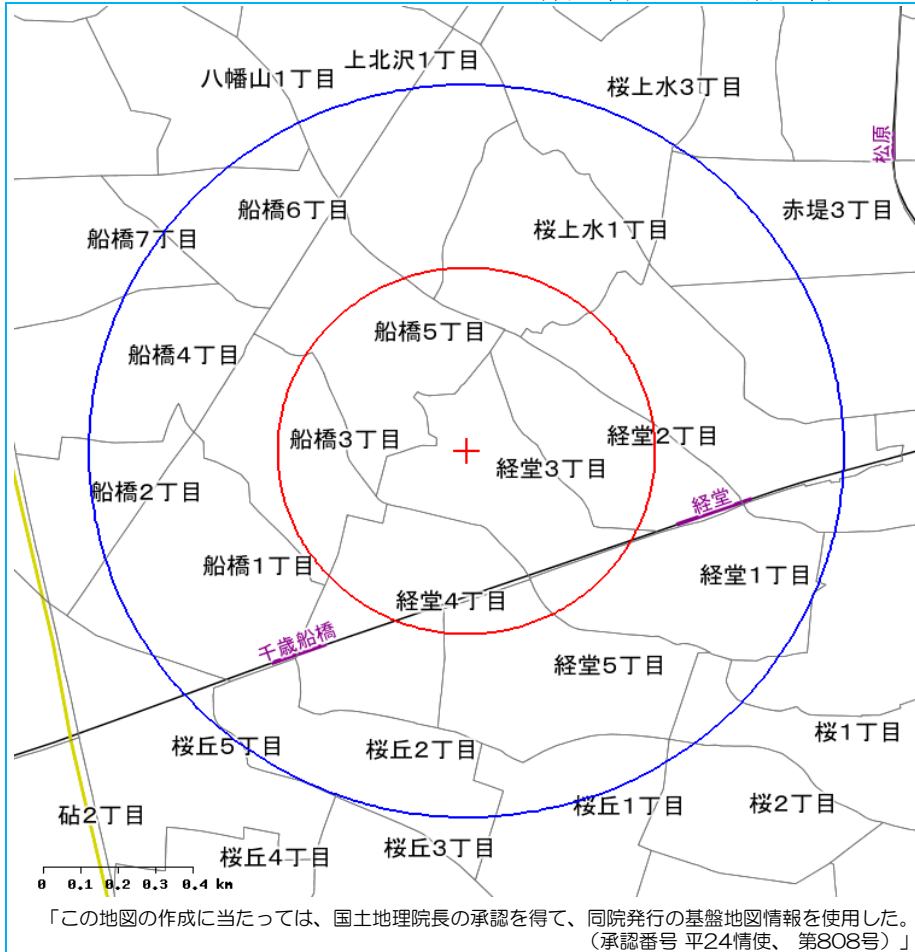 上北沢1丁目
八幡山1丁目
桜上水3丁目
松原
船橋6丁目
赤堤3丁目
船橋7丁目
桜上水1丁目
船橋5丁目
船橋4丁目
船橋3丁目
経堂2丁目
経堂3丁目
船橋2丁目
経堂
船橋1丁目
経堂1丁目
経堂4丁目
千歳船橋
経堂5丁目
桜1丁目
桜丘5丁目
桜丘2丁目
桜丘1丁目
桜2丁目
砧2丁目
桜丘3丁目
桜丘4丁目
0 0.1 0.2 0.3 0.4 km
「この地図の作成に当たっては、国土地理院長の承認を得て、同院発行の基盤地図情報を使用した。
(承認番号 平24情使、 第808号)」